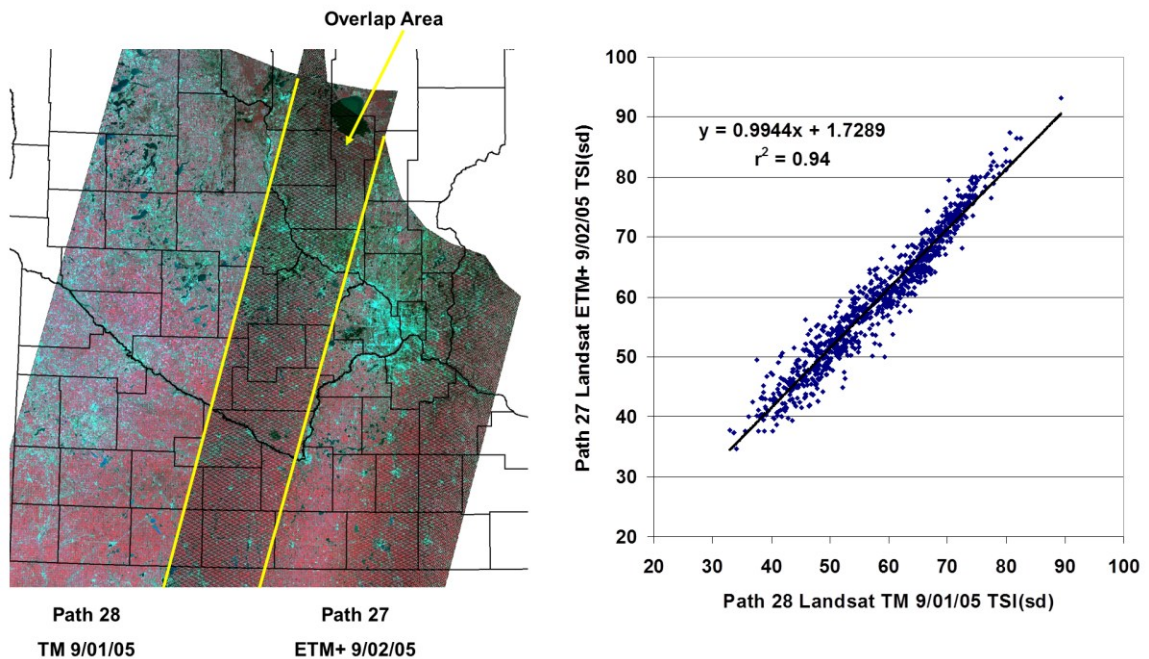 Overlap Area
Path 28
TM 9/01/05
Path 27
ETM+ 9/02/05
Path 27 Landsat ETM+ 9/02/05 TSI(sd)
100
90
80
70
60
50
40
30
20
y = 0.9944x + 1.7289
r² = 0.94
20 30 40 50 60 70 80 90 100
Path 28 Landsat TM 9/01/05 TSI(sd)